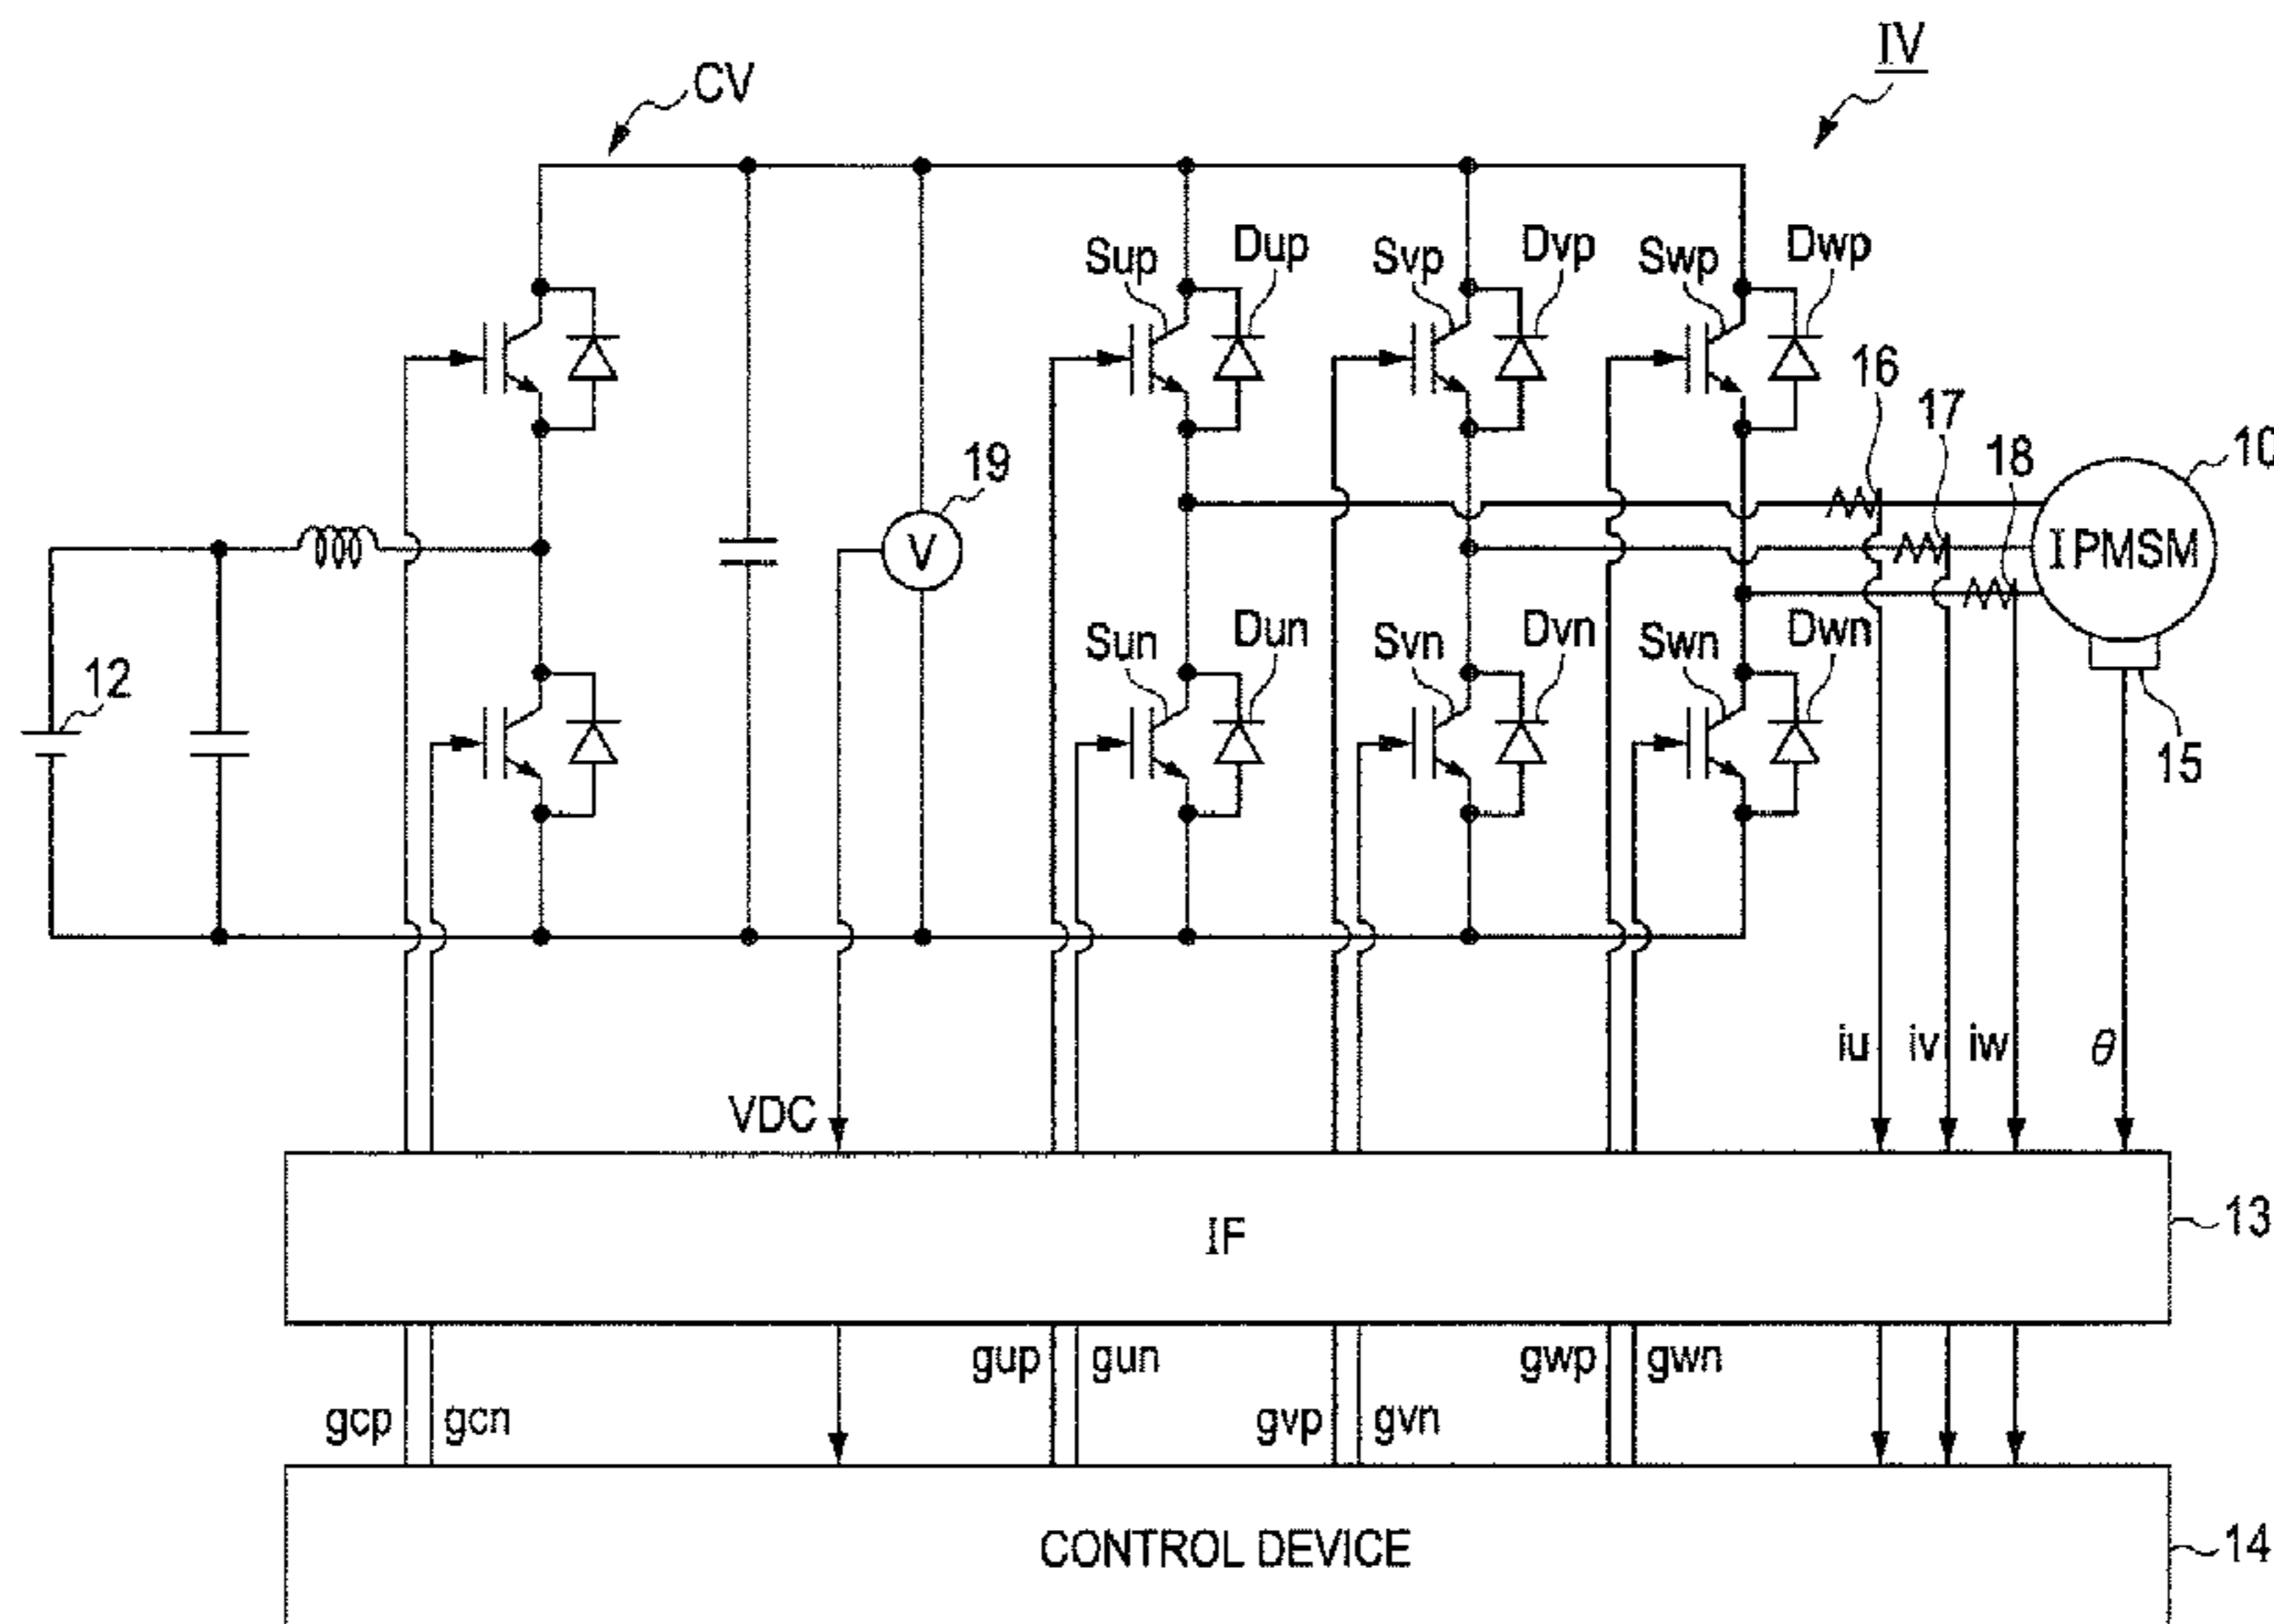 IV
CV
Sup
Dup
Svp
Dvp
Swp
Dwp
16
17
18
10
19
V
IPMSM
12
Sun
Dun
Svn
Dvn
Swn
Dwn
15
VDC
iu
iv
iw
θ
IF
13
gcp
gcn
gup
gun
gvp
gvn
gwp
gwn
CONTROL DEVICE
14